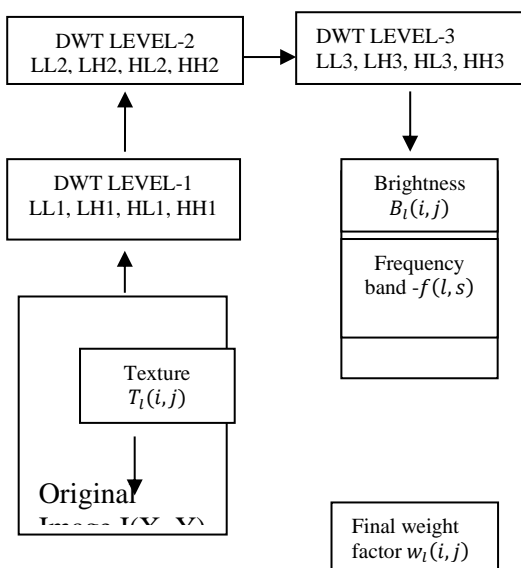 DWT LEVEL-2
LL2, LH2, HL2, HH2
DWT LEVEL-3
LL3, LH3, HL3, HH3
DWT LEVEL-1
LL1, LH1, HL1, HH1
Brightness
B_l(i,j)
Frequency
band -f(l,s)
Texture
T_l(i,j)
Original
Image I(X, Y)
Final weight
factor w_l(i,j)